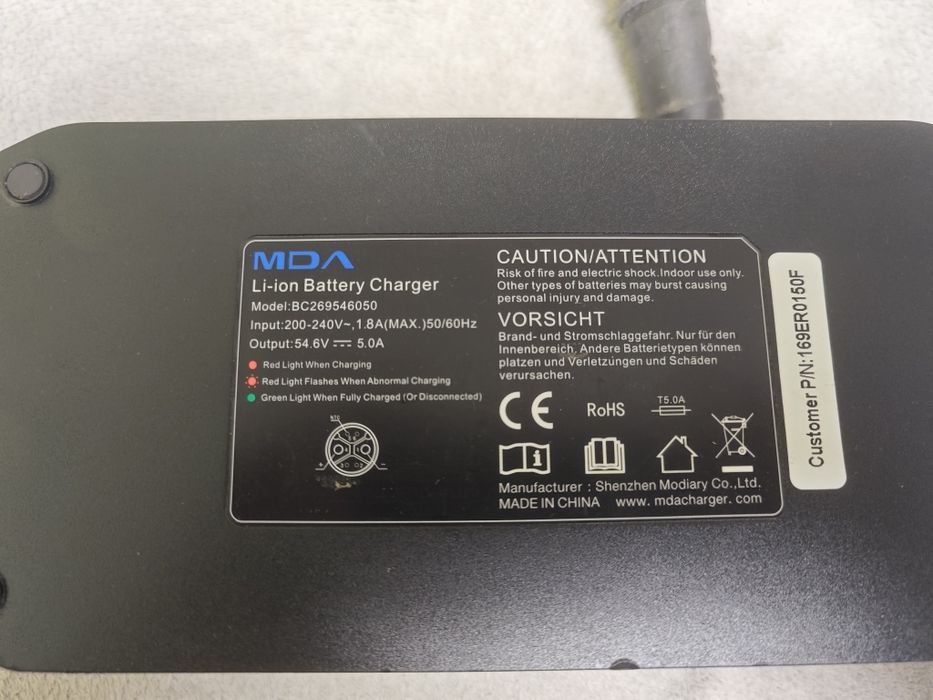 MDA
Li-ion Battery Charger
Model:BC269546050
Input:200-240V~,1.8A(MAX.)50/60Hz
Output:54.6V ⎓ 5.0A
Red Light When Charging
Red Light Flashes When Abnormal Charging
Green Light When Fully Charged (Or Disconnected)
NTC
+ -
CAUTION/ATTENTION
Risk of fire and electric shock.Indoor use only.
Other types of batteries may burst causing
personal injury and damage.
VORSICHT
Brand- und Stromschlaggefahr. Nur für den
Innenbereich. Andere Batterietypen können
platzen und Verletzungen und Schäden
verursachen.
CE RoHS T5.0A
Manufacturer : Shenzhen Modiary Co.,Ltd.
MADE IN CHINA www. mdacharger. com
Customer P/N:169ER0150F